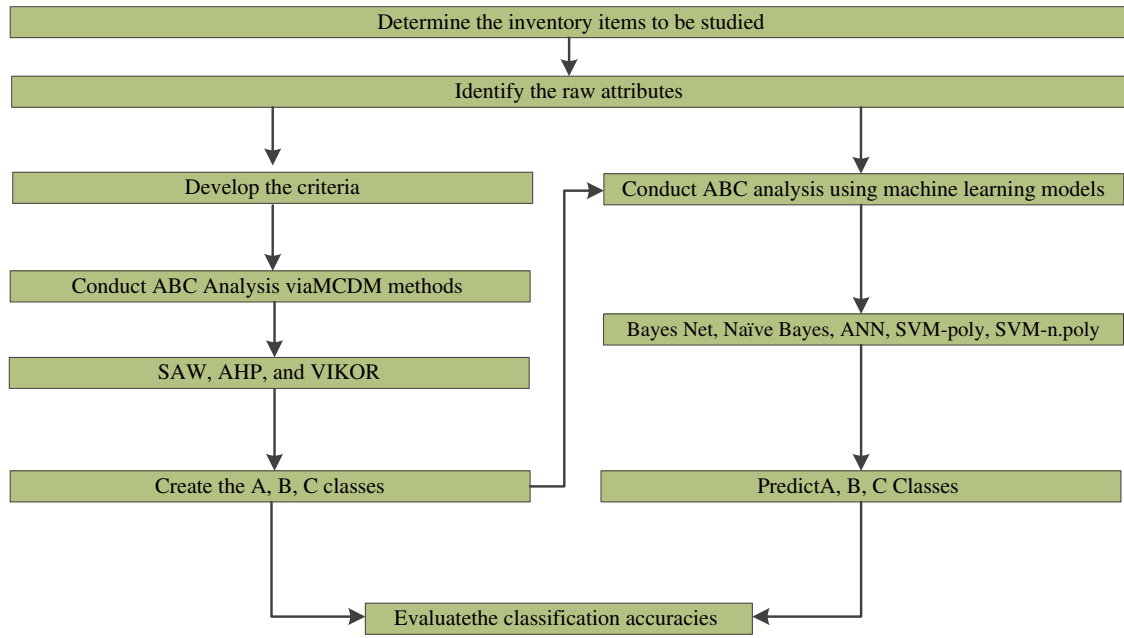 Determine the inventory items to be studied
Identify the raw attributes
Develop the criteria
Conduct ABC analysis using machine learning models
Conduct ABC Analysis viaMCDM methods
Bayes Net, Naïve Bayes, ANN, SVM-poly, SVM-n.poly
SAW, AHP, and VIKOR
Create the A, B, C classes
PredictA, B, C Classes
Evaluatethe classification accuracies